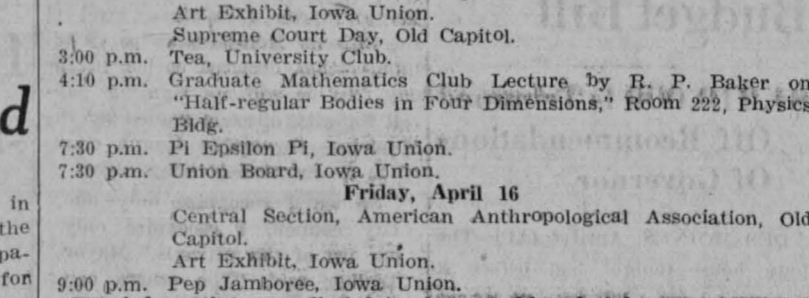 Art Exhibit, Iowa Union.
Supreme Court Day, Old Capitol.
3:00 p.m. Tea, University Club.
4:10 p.m. Graduate Mathematics Club Lecture by R. P. Baker on
"Half-regular Bodies in Four Dimensions," Room 222, Physics
Bldg.
7:30 p.m. Pi Epsilon Pi, Iowa Union.
7:30 p.m. Union Board, Iowa Union.
Friday, April 16
Central Section, American Anthropological Association, Old
Capitol.
Art Exhibit, Iowa Union.
9:00 p.m. Pep Jamboree, Iowa Union.
d
in
the
pa-
for